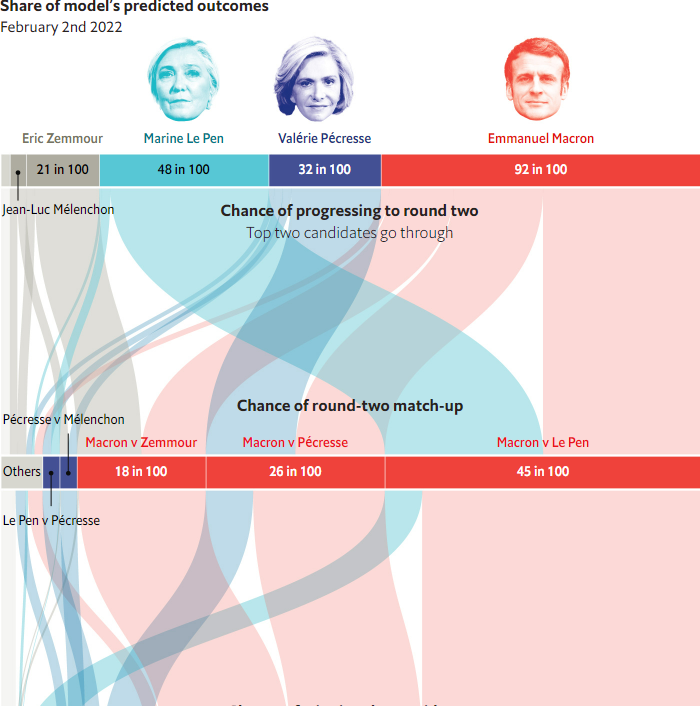 Share of model's predicted outcomes
February 2nd 2022
Eric Zemmour
Marine Le Pen
Valérie Pécresse
Emmanuel Macron
21 in 100
48 in 100
32 in 100
92 in 100
Jean-Luc Mélenchon
Chance of progressing to round two
Top two candidates go through
Chance of round-two match-up
Pécresse v Mélenchon
Macron v Zemmour
Macron v Pécresse
Macron v Le Pen
Others
18 in 100
26 in 100
45 in 100
Le Pen v Pécresse